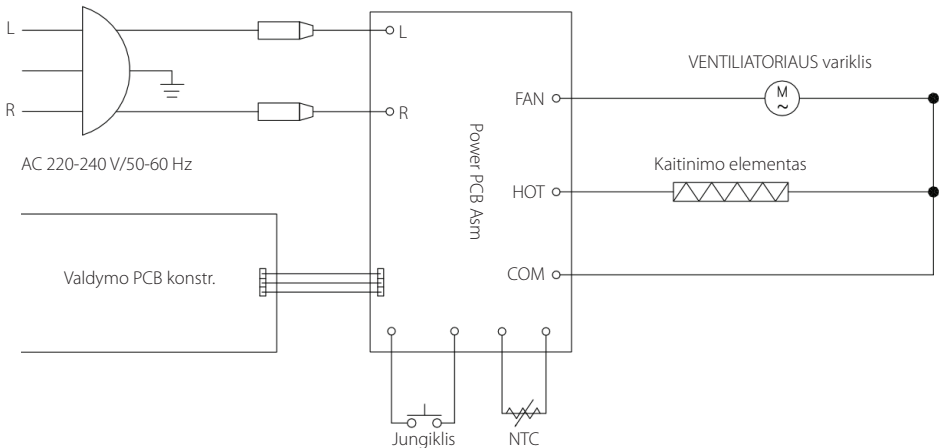 L
R
AC 220-240 V/50-60 Hz
Valdymo PCB konstr.
L
R
Power PCB Asm
FAN
HOT
COM
VENTILIATORIAUS variklis
M
~
Kaitinimo elementas
Jungiklis
NTC